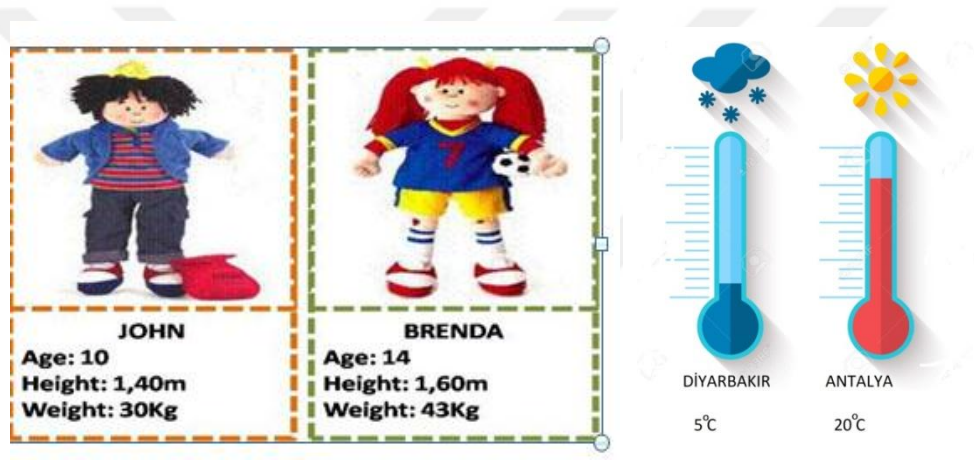 JOHN
Age: 10
Height: 1,40m
Weight: 30Kg
BRENDA
Age: 14
Height: 1,60m
Weight: 43Kg
7
DİYARBAKIR
5°C
ANTALYA
20°C